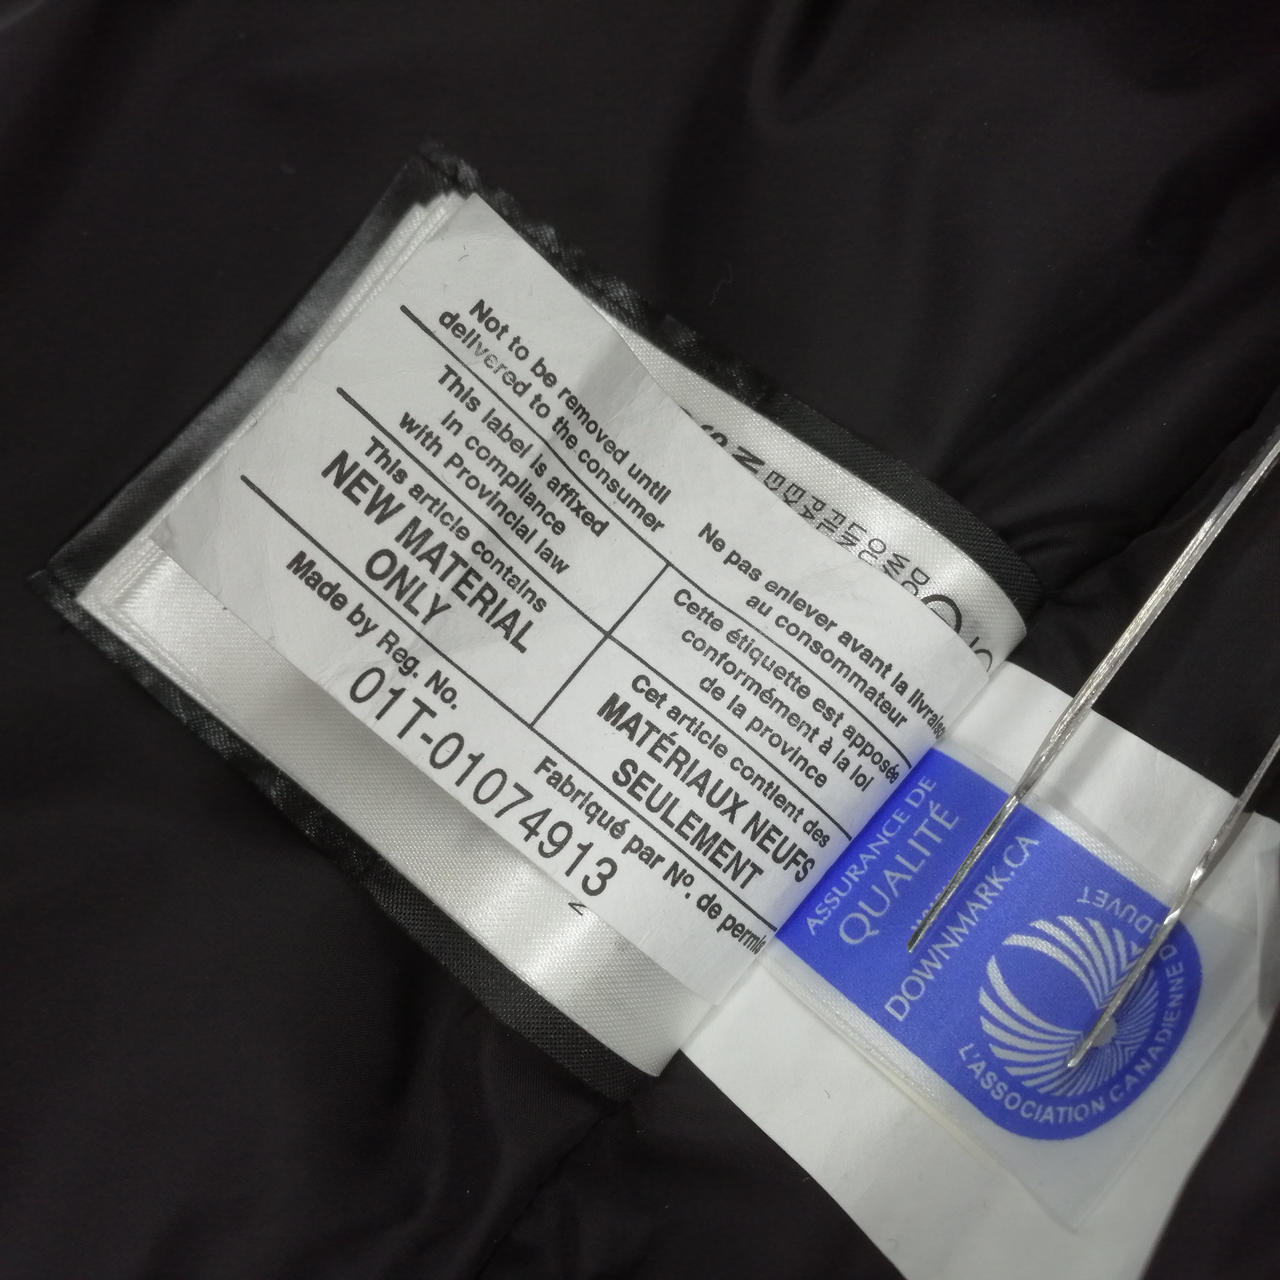 Not to be removed until
delivered to the consumer
This label is affixed
in compliance
with Provincial law
This article contains
NEW MATERIAL
ONLY
Made by Reg. No.
01T-01074913
Ne pas enlever avant la
au consommateur
Cette étiquette est apposée
conformément à la loi
de la province
Cet article contient des
MATÉRIAUX NEUFS
SEULEMENT
Fabriqué par Nº. de
ASSURANCE DE
QUALITÉ
DOWNMARK.CA
L'ASSOCIATION CANADIENNE DU DUVET